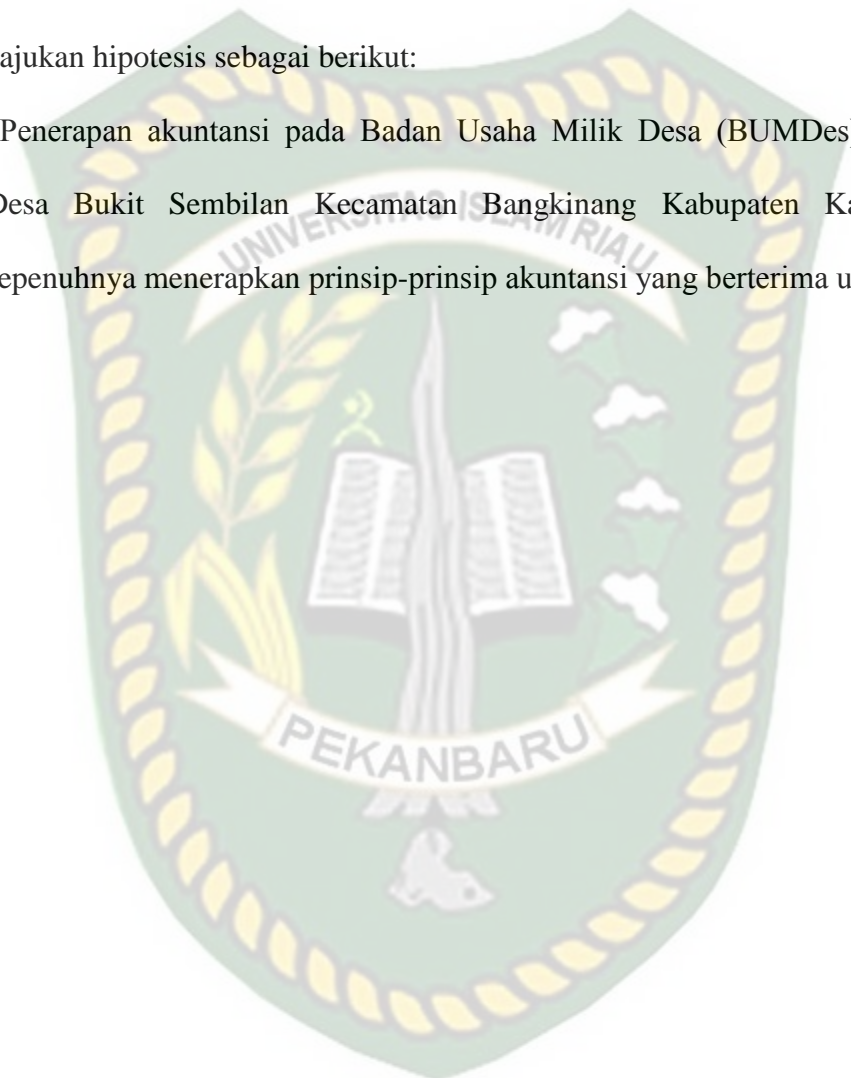 ajukan hipotesis sebagai berikut:
Penerapan akuntansi pada Badan Usaha Milik Desa (BUMDes)
Desa Bukit Sembilan Kecamatan Bangkinang Kabupaten Ka
epenuhnya menerapkan prinsip-prinsip akuntansi yang berterima u
UNIVERSITAS ISLAM RIAU
PEKANBARU